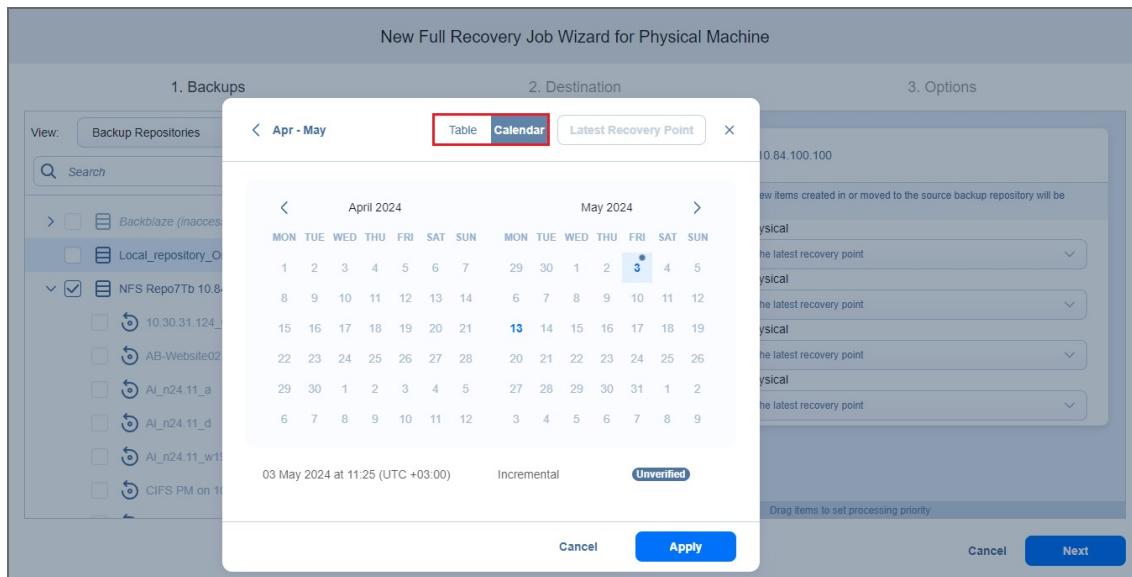 New Full Recovery Job Wizard for Physical Machine
1. Backups 2. Destination 3. Options
View: Backup Repositories
Search
Backblaze (inacces
Local_repository_O
NFS Repo7Tb 10.8
10.30.31.124_
AB-Website02
Ai_n24.11_a
Ai_n24.11_d
Ai_n24.11_w1
CIFS PM on 1
Apr - May Table Calendar Latest Recovery Point
April 2024
MON TUE WED THU FRI SAT SUN
1 2 3 4 5 6 7
8 9 10 11 12 13 14
15 16 17 18 19 20 21
22 23 24 25 26 27 28
29 30 1 2 3 4 5
6 7 8 9 10 11 12
May 2024
MON TUE WED THU FRI SAT SUN
29 30 1 2 3 4 5
6 7 8 9 10 11 12
13 14 15 16 17 18 19
20 21 22 23 24 25 26
27 28 29 30 31 1 2
3 4 5 6 7 8 9
03 May 2024 at 11:25 (UTC +03:00) Incremental Unverified
Cancel Apply
10.84.100.100
ew items created in or moved to the source backup repository will be
ysical
he latest recovery point
ysical
he latest recovery point
ysical
he latest recovery point
ysical
he latest recovery point
Drag items to set processing priority
Cancel Next